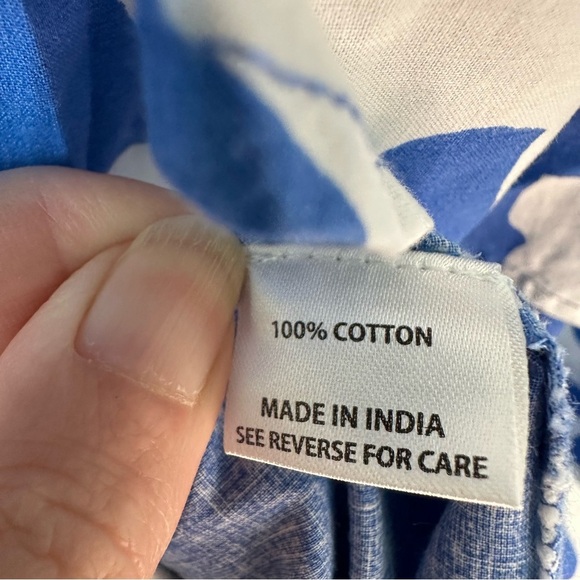 100% COTTON
MADE IN INDIA
SEE REVERSE FOR CARE